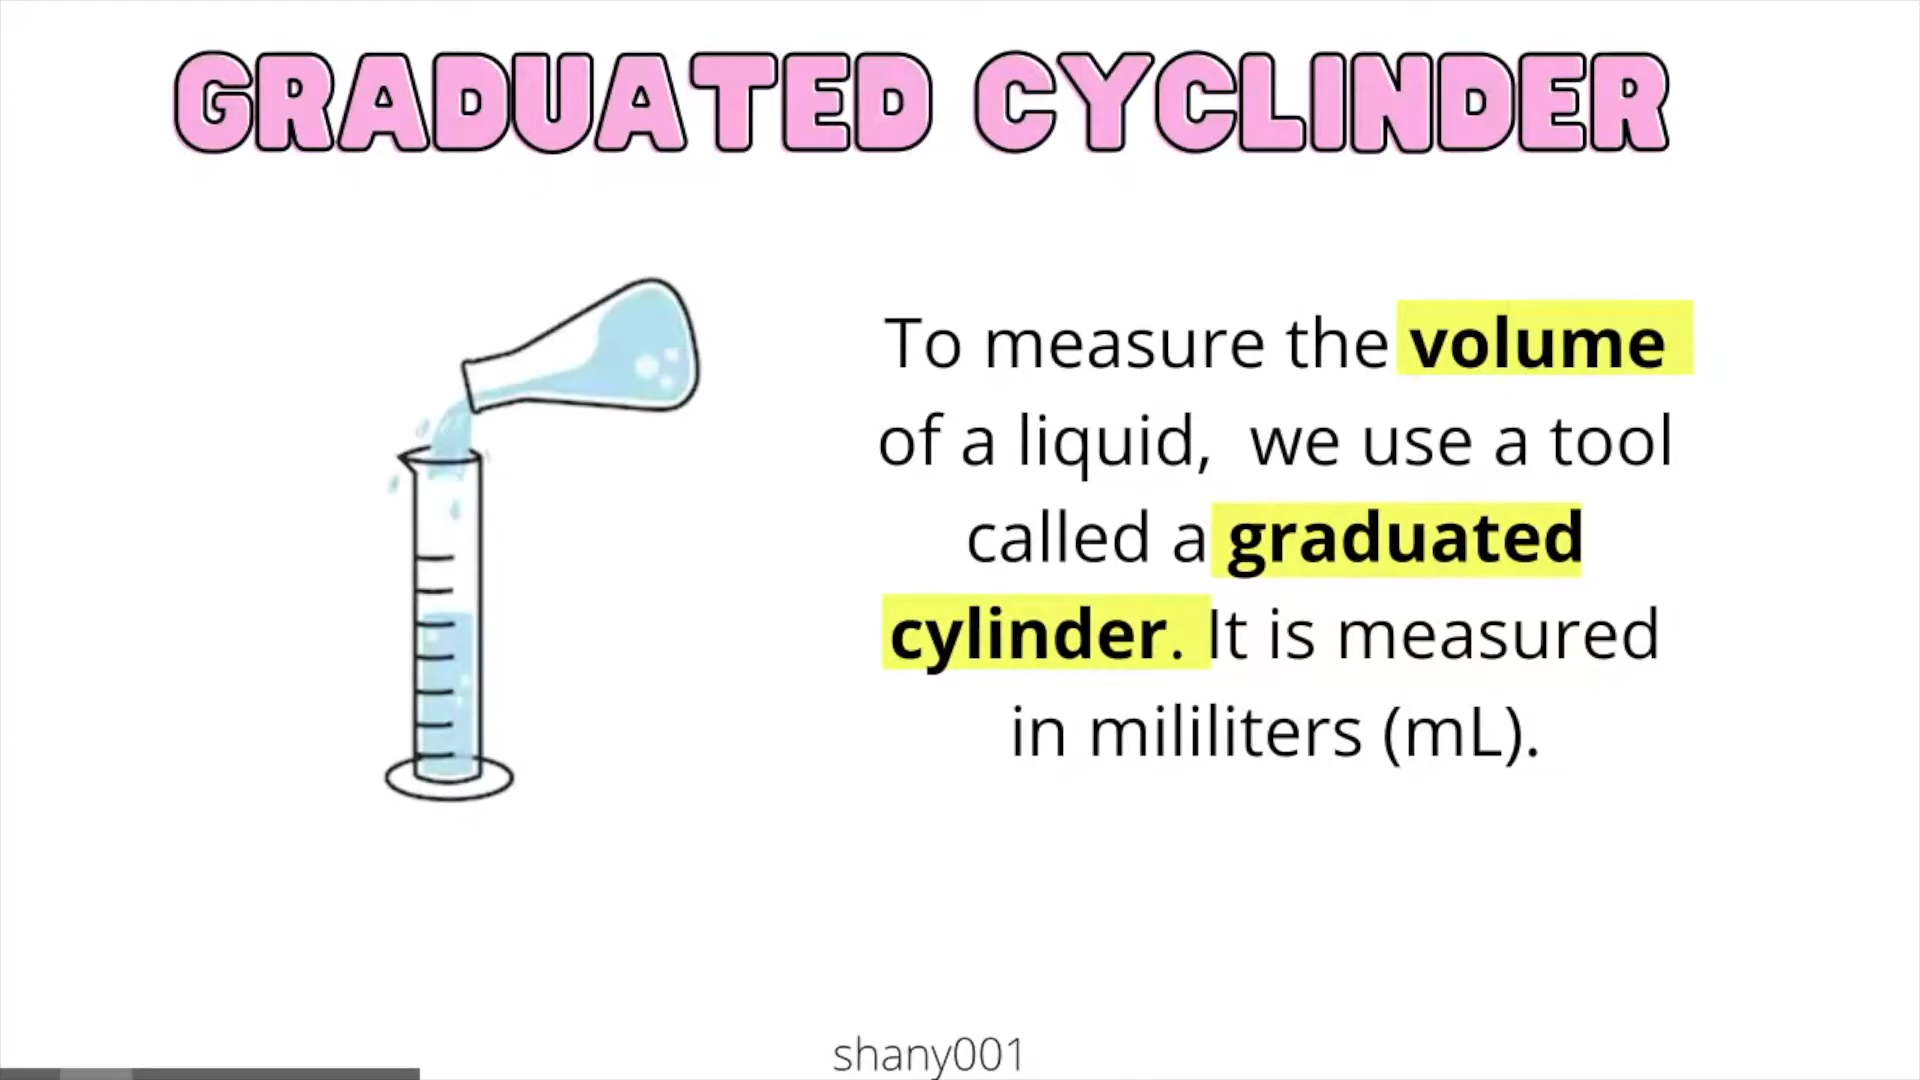 GRADUATED CYCLINDER
To measure the volume
of a liquid,  we use a tool
called a graduated
cylinder. It is measured
in mililiters (mL).
shany001